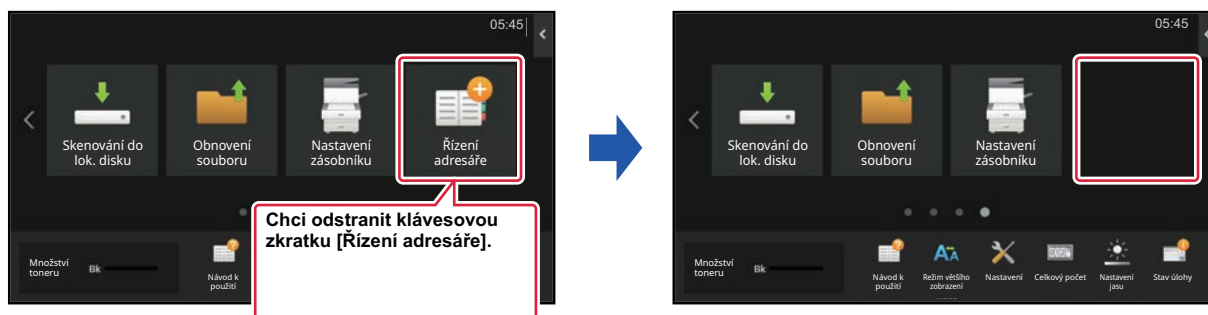 05:45
Skenování do
lok. disku
Obnovení
souboru
Nastavení
zásobníku
Řízení
adresáře
Chci odstranit klávesovou
zkratku [Řízení adresáře].
Množství
toneru
Bk
Návod k
použití
05:45
Skenování do
lok. disku
Obnovení
souboru
Nastavení
zásobníku
Množství
toneru
Bk
Návod k
použití
Režim většího
zobrazení
Nastavení
Celkový počet
Nastavení
jasu
Stav úlohy